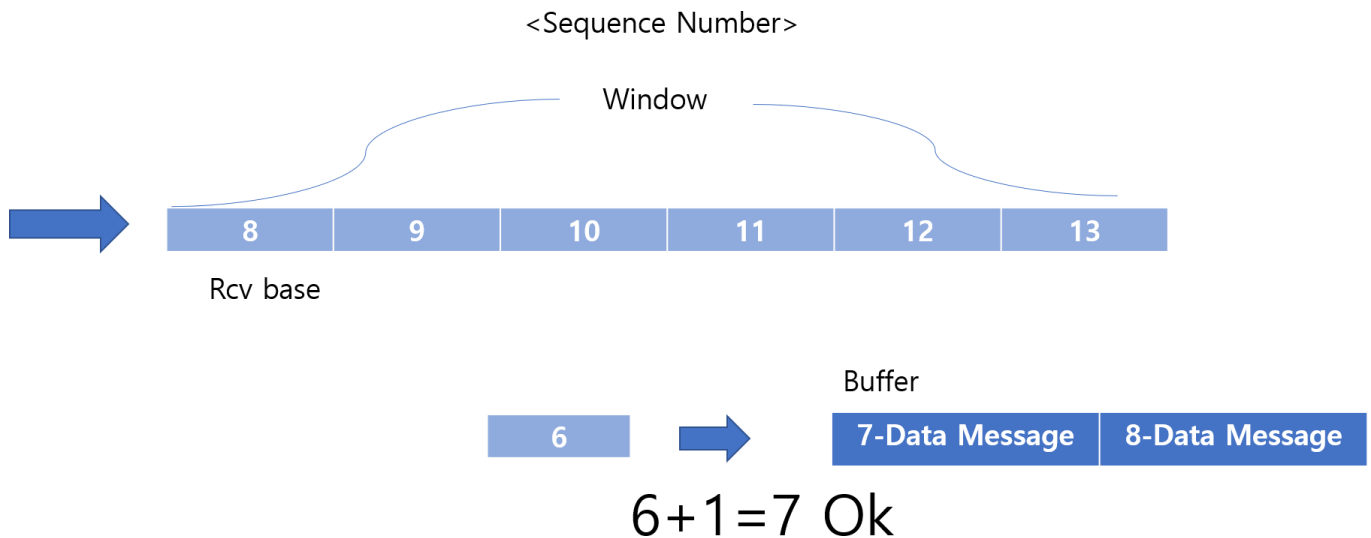 <Sequence Number>
Window
8 9 10 11 12 13
Rcv base
Buffer
6 7-Data Message 8-Data Message
6+1=7 Ok